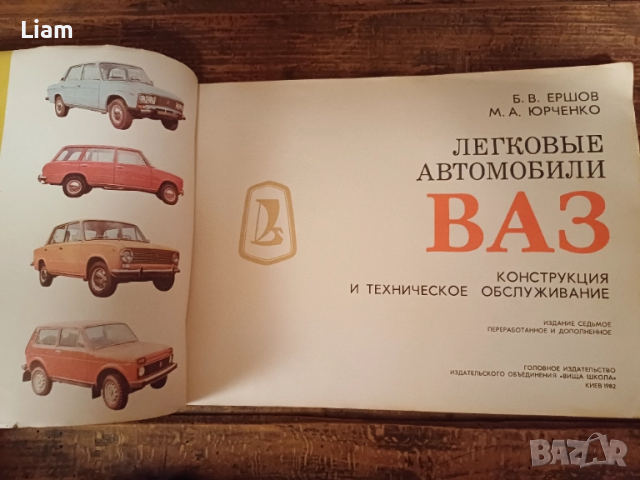 Liam
Б. В. ЕРШОВ
М. А. ЮРЧЕНКО
ЛЕГКОВЫЕ
АВТОМОБИЛИ
ВАЗ
КОНСТРУКЦИЯ
И ТЕХНИЧЕСКОЕ ОБСЛУЖИВАНИЕ
ИЗДАНИЕ СЕДЬМОЕ
ПЕРЕРАБОТАННОЕ И ДОПОЛНЕННОЕ
ГОЛОВНОЕ ИЗДАТЕЛЬСТВО
ИЗДАТЕЛЬСКОГО ОБЪЕДИНЕНИЯ «ВИЩА ШКОЛА»
КИЕВ 1982
BAZAR